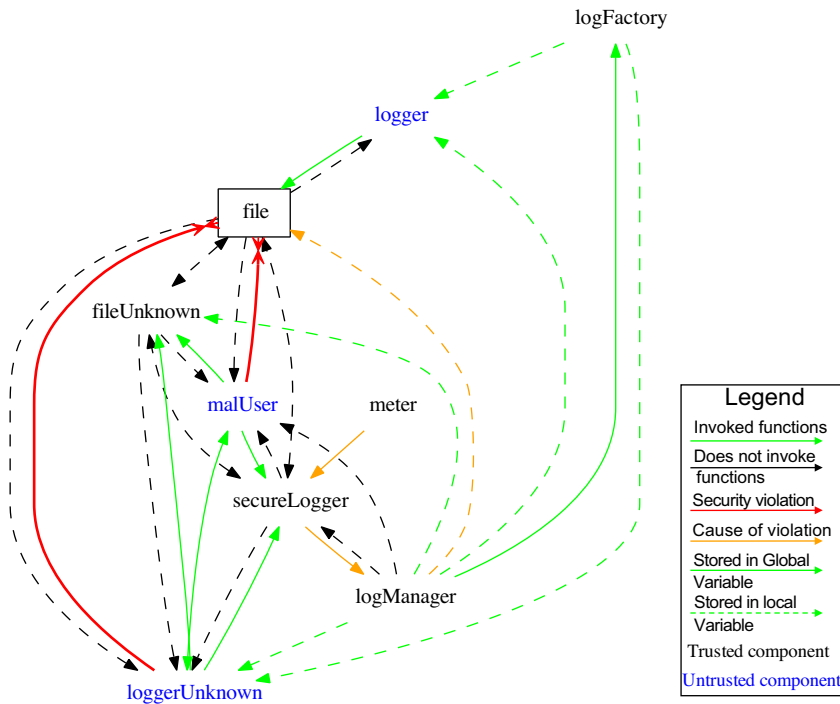 logFactory
logger
file
fileUnknown
malUser
meter
secureLogger
logManager
loggerUnknown
Legend
Invoked functions
Does not invoke
functions
Security violation
Cause of violation
Stored in Global
Variable
Stored in local
Variable
Trusted component
Untrusted component